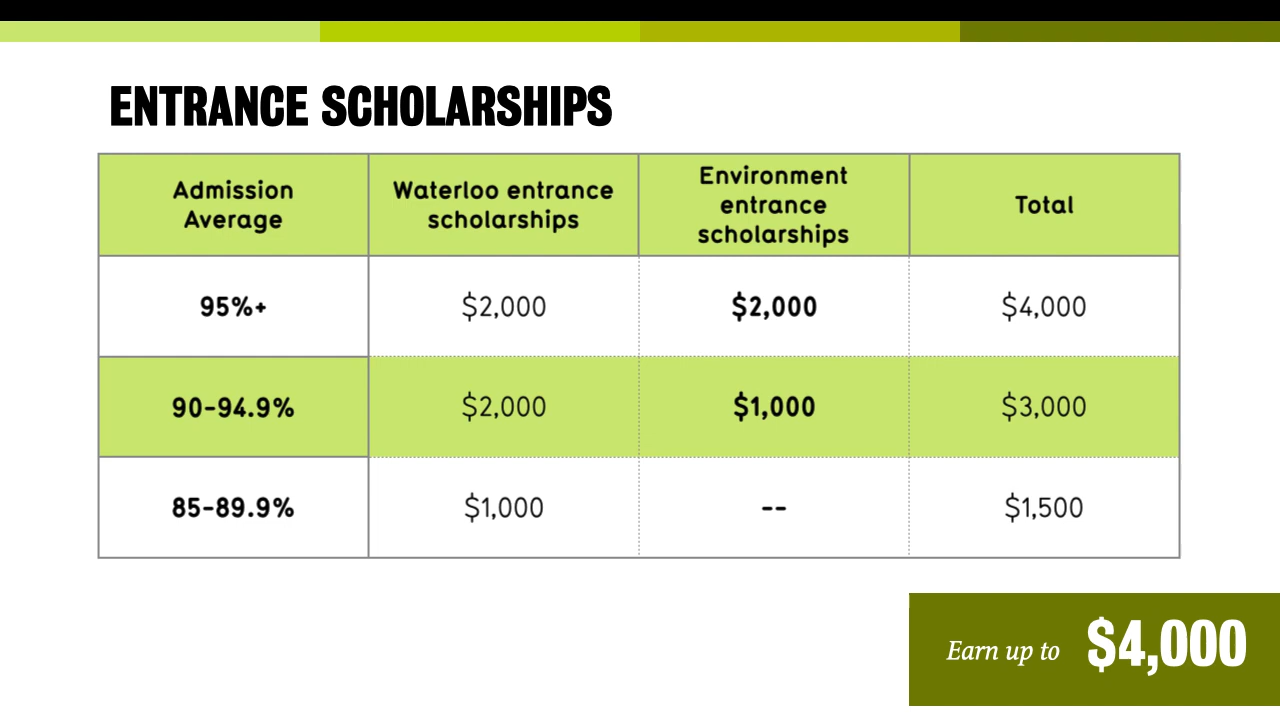 ENTRANCE SCHOLARSHIPS
Admission
Average
Waterloo entrance
scholarships
Environment
entrance
scholarships
Total
95%+
$2,000
$2,000
$4,000
90-94.9%
$2,000
$1,000
$3,000
85-89.9%
$1,000
--
$1,500
Earn up to $4,000